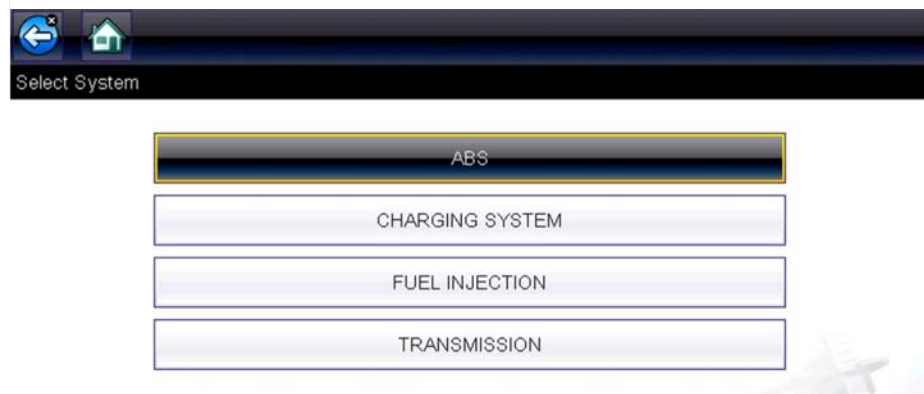 Select System
ABS
CHARGING SYSTEM
FUEL INJECTION
TRANSMISSION